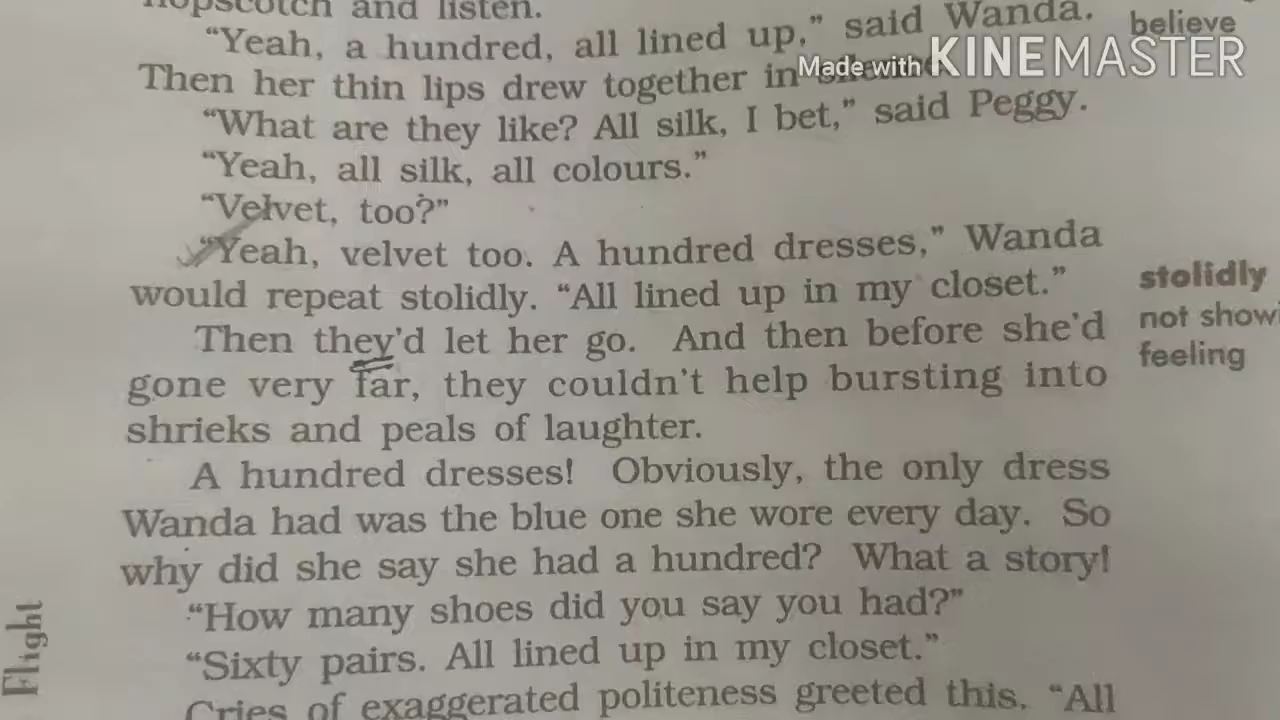 hopscotch and listen.
“Yeah, a hundred, all lined up,” said Wanda.
believe
Then her thin lips drew together in
Made with KINEMASTER
“What are they like? All silk, I bet,” said Peggy.
“Yeah, all silk, all colours.”
“Velvet, too?”
“Yeah, velvet too. A hundred dresses,” Wanda
would repeat stolidly. “All lined up in my closet.”
stolidly
Then they’d let her go. And then before she’d
not show
gone very far, they couldn’t help bursting into
feeling
shrieks and peals of laughter.
A hundred dresses! Obviously, the only dress
Wanda had was the blue one she wore every day. So
why did she say she had a hundred? What a story!
“How many shoes did you say you had?”
“Sixty pairs. All lined up in my closet.”
Cries of exaggerated politeness greeted this. “All
Flight